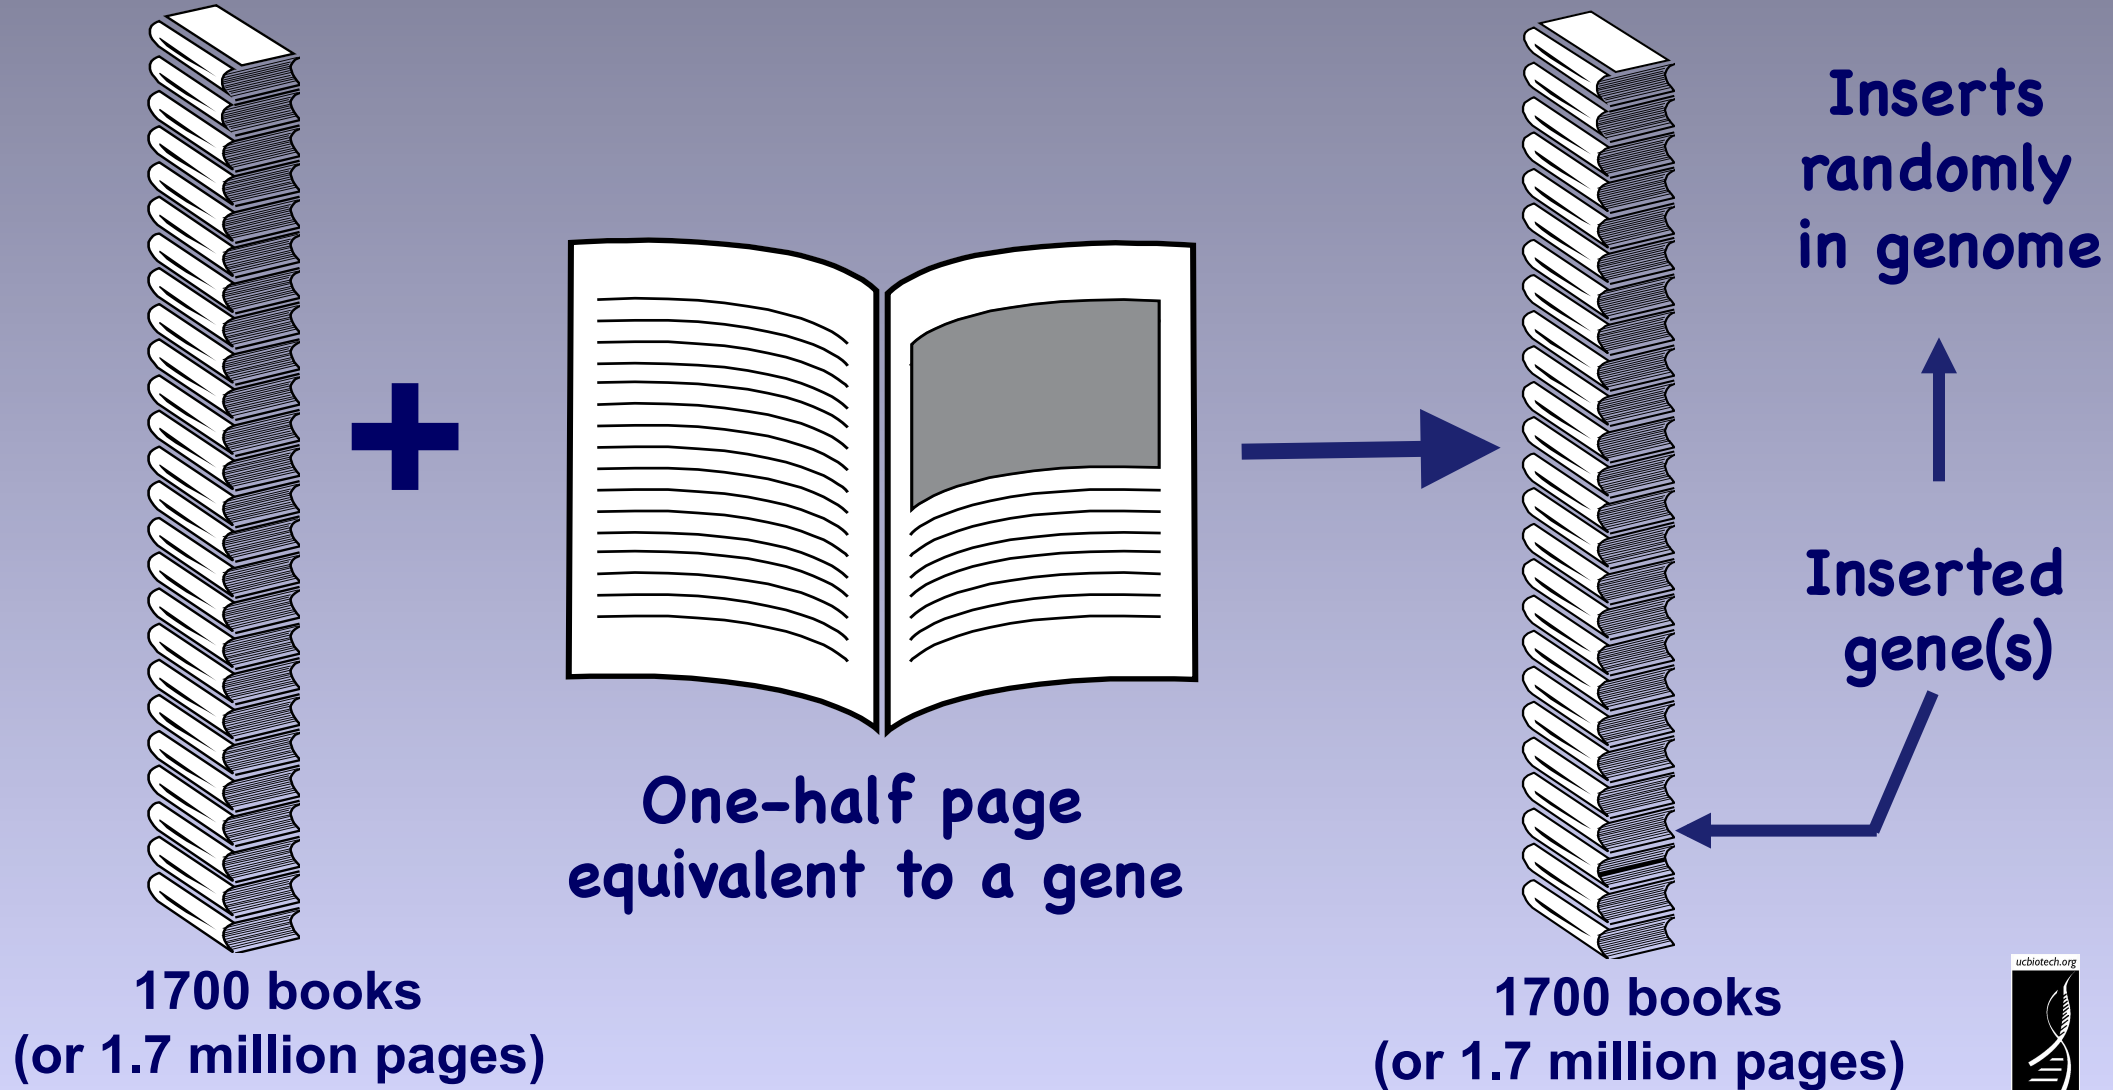 Inserts
randomly
in genome
+
Inserted
gene(s)
One-half page
equivalent to a gene
1700 books
(or 1.7 million pages)
1700 books
(or 1.7 million pages)
ucbiotech.org